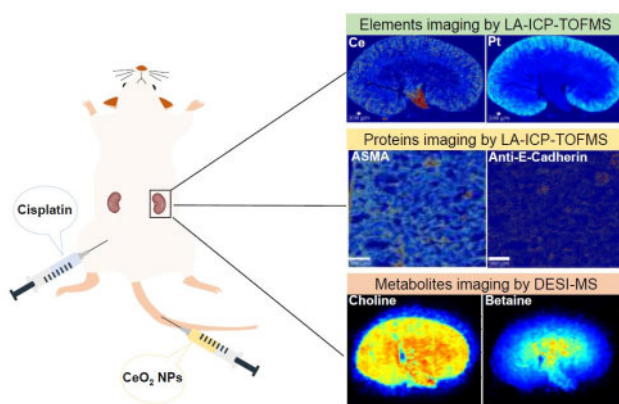 Elements imaging by LA-ICP-TOFMS
Ce
Pt
Proteins imaging by LA-ICP-TOFMS
ASMA
Anti-E-Cadherin
Cisplatin
Metabolites imaging by DESI-MS
Choline
Betaine
CeO₂ NPs